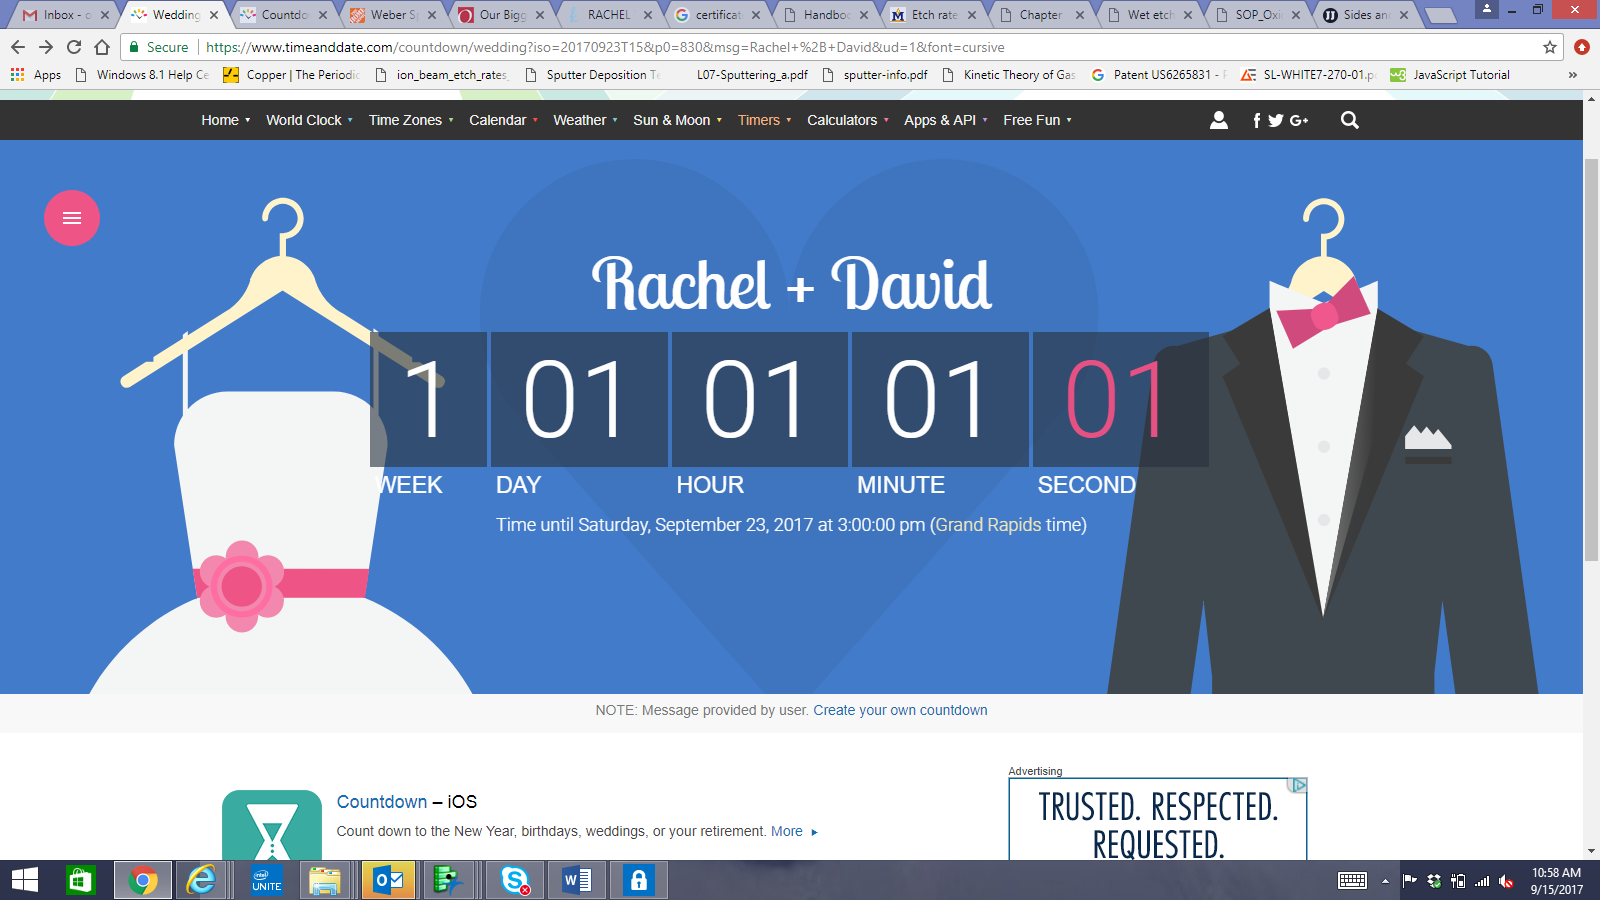 Inbox - o
Wedding
Countdo
Weber Sp
Our Bigg
RACHEL
certificat
Handboo
Etch rate
Chapter
Wet etch
SOP_Oxi
Sides an
Secure
https://www.timeanddate.com/countdown/wedding?iso=20170923T15&p0=830&msg=Rachel+%2B+David&ud=1&font=cursive
Apps
Windows 8.1 Help Ce
Copper | The Periodic
ion_beam_etch_rates_
Sputter Deposition Te
L07-Sputtering_a.pdf
sputter-info.pdf
Kinetic Theory of Gas
Patent US6265831 - F
SL-WHITE7-270-01.p
JavaScript Tutorial
»
Home
World Clock
Time Zones
Calendar
Weather
Sun & Moon
Timers
Calculators
Apps & API
Free Fun
Rachel + David
1 01 01 01 01
WEEK DAY HOUR MINUTE SECOND
Time until Saturday, September 23, 2017 at 3:00:00 pm (Grand Rapids time)
NOTE: Message provided by user. Create your own countdown
Countdown – iOS
Count down to the New Year, birthdays, weddings, or your retirement. More
Advertising
TRUSTED. RESPECTED.
REQUESTED.
intel
UNITE
10:58 AM
9/15/2017